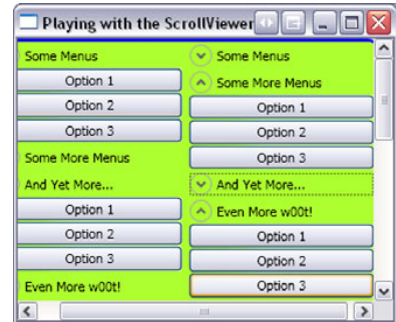 Playing with the ScrollViewer
Some Menus
Option 1
Option 2
Option 3
Some More Menus
And Yet More...
Option 1
Option 2
Option 3
Even More w00t!
Some Menus
Some More Menus
Option 1
Option 2
Option 3
And Yet More...
Even More w00t!
Option 1
Option 2
Option 3